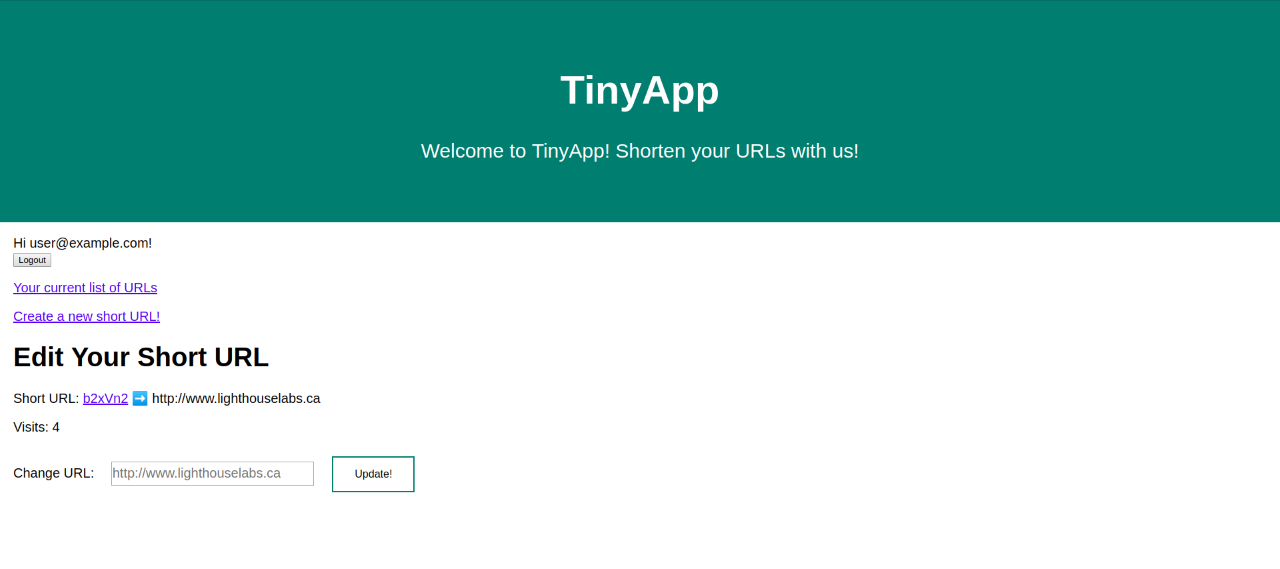 TinyApp
Welcome to TinyApp! Shorten your URLs with us!
Hi user@example.com!
Logout
Your current list of URLs
Create a new short URL!
Edit Your Short URL
Short URL: b2xVn2 ➡ http://www.lighthouselabs.ca
Visits: 4
Change URL: http://www.lighthouselabs.ca Update!